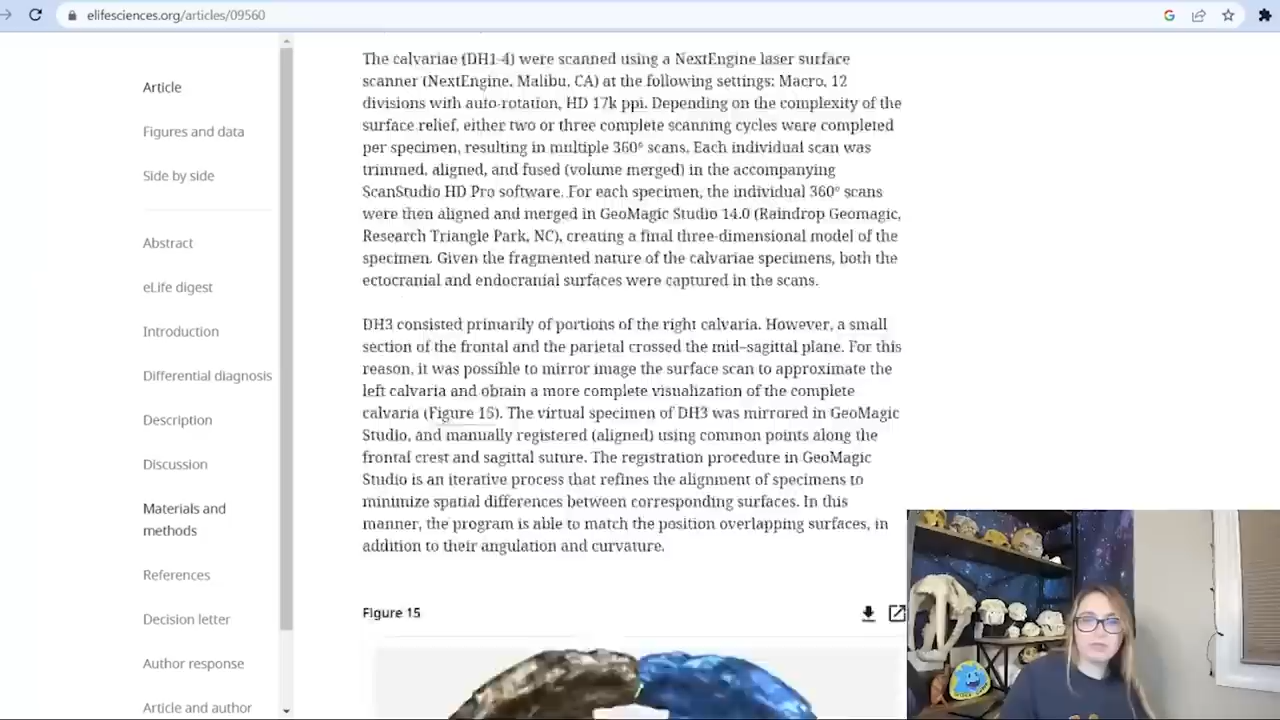 elifesciences.org/articles/09560
Article
Figures and data
Side by side
Abstract
eLife digest
Introduction
Differential diagnosis
Description
Discussion
Materials and
methods
References
Decision letter
Author response
Article and author
The calvariae (DH1-4) were scanned using a NextEngine laser surface
scanner (NextEngine, Malibu, CA) at the following settings: Macro, 12
divisions with auto-rotation, HD 17k ppi. Depending on the complexity of the
surface relief, either two or three complete scanning cycles were completed
per specimen, resulting in multiple 360° scans. Each individual scan was
trimmed, aligned, and fused (volume merged) in the accompanying
ScanStudio HD Pro software. For each specimen, the individual 360° scans
were then aligned and merged in GeoMagic Studio 14.0 (Raindrop Geomagic,
Research Triangle Park, NC), creating a final three-dimensional model of the
specimen. Given the fragmented nature of the calvariae specimens, both the
ectocranial and endocranial surfaces were captured in the scans.
DH3 consisted primarily of portions of the right calvaria. However, a small
section of the frontal and the parietal crossed the mid–sagittal plane. For this
reason, it was possible to mirror image the surface scan to approximate the
left calvaria and obtain a more complete visualization of the complete
calvaria (Figure 15). The virtual specimen of DH3 was mirrored in GeoMagic
Studio, and manually registered (aligned) using common points along the
frontal crest and sagittal suture. The registration procedure in GeoMagic
Studio is an iterative process that refines the alignment of specimens to
minimize spatial differences between corresponding surfaces. In this
manner, the program is able to match the position overlapping surfaces, in
addition to their angulation and curvature.
Figure 15